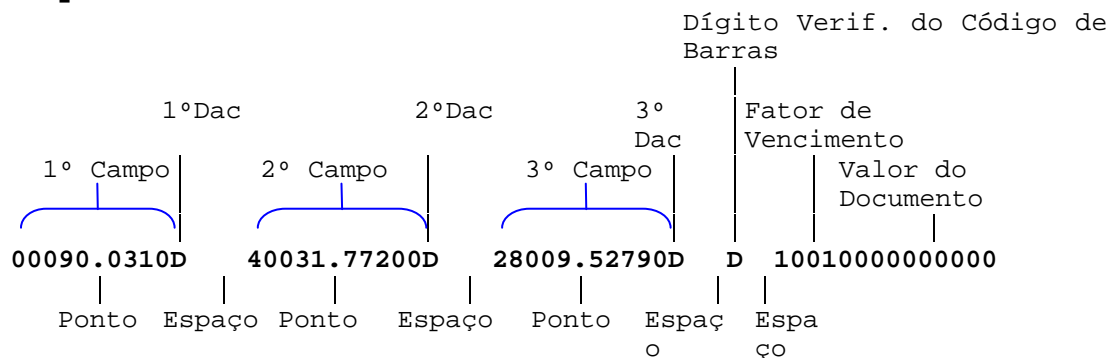 Dígito Verif. do Código de
Barras
1ºDac 2ºDac 3º Fator de
Dac Vencimento
1º Campo 2º Campo 3º Campo Valor do
Documento
00090.0310D 40031.77200D 28009.52790D D 10010000000000
Ponto Espaço Ponto Espaço Ponto Espaç Espa
o ço